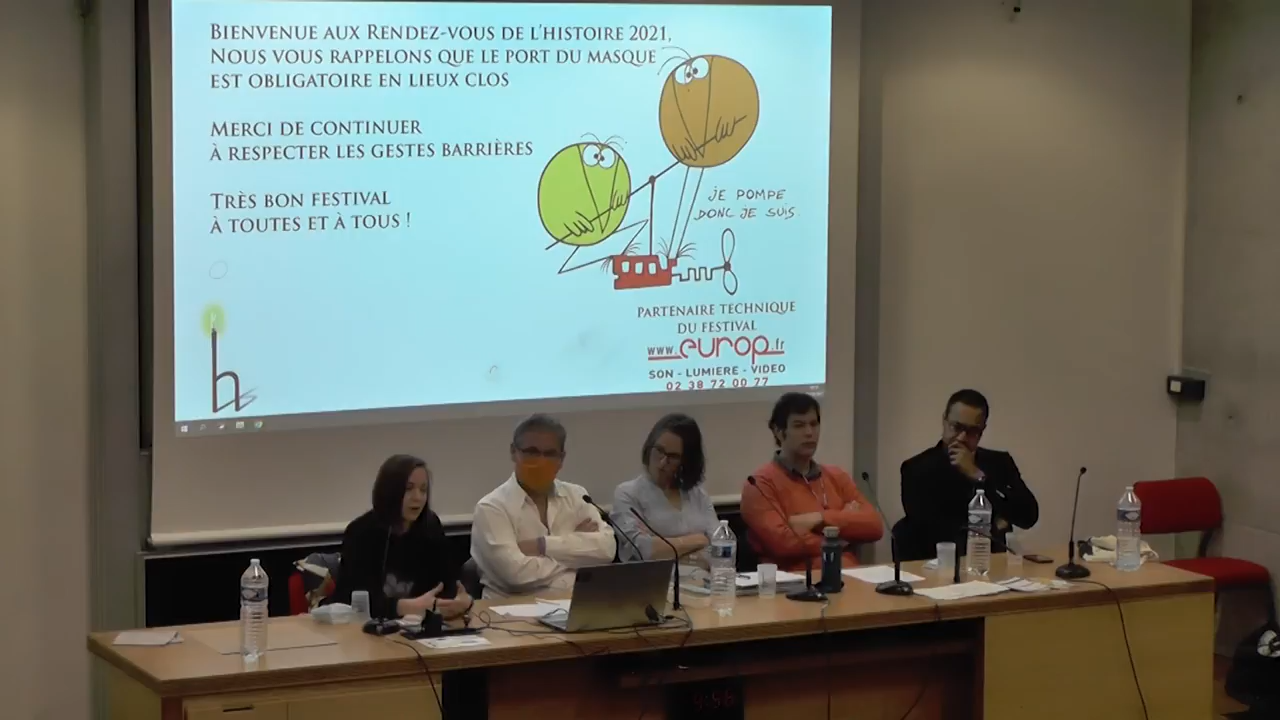 BIENVENUE AUX RENDEZ-VOUS DE L'HISTOIRE 2021,
NOUS VOUS RAPPELONS QUE LE PORT DU MASQUE
EST OBLIGATOIRE EN LIEUX CLOS
MERCI DE CONTINUER
À RESPECTER LES GESTES BARRIÈRES
TRÈS BON FESTIVAL
À TOUTES ET À TOUS !
JE POMPE
DONC JE SUIS
PARTENAIRE TECHNIQUE
DU FESTIVAL
www.europ.fr
SON - LUMIERE - VIDEO
02 38 72 00 77
h